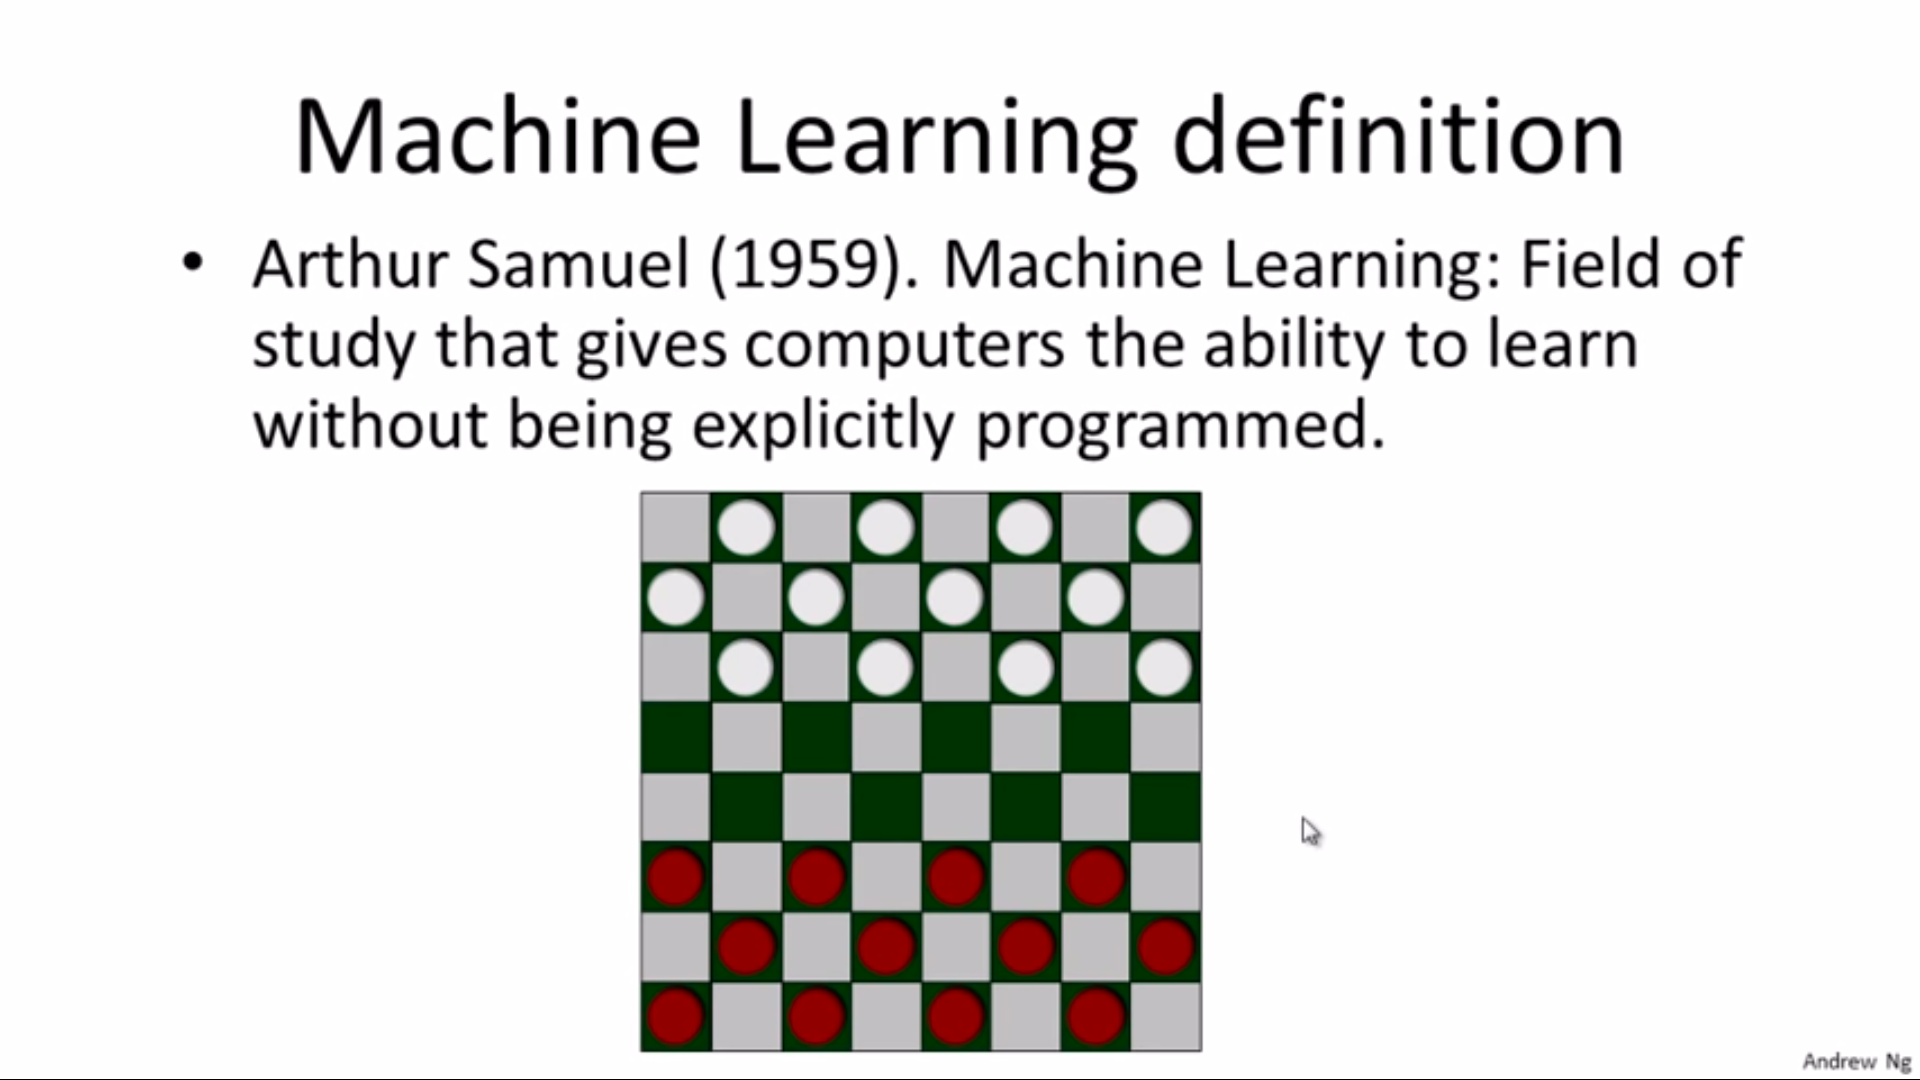 Machine Learning definition
• Arthur Samuel (1959). Machine Learning: Field of
study that gives computers the ability to learn
without being explicitly programmed.
Andrew Ng